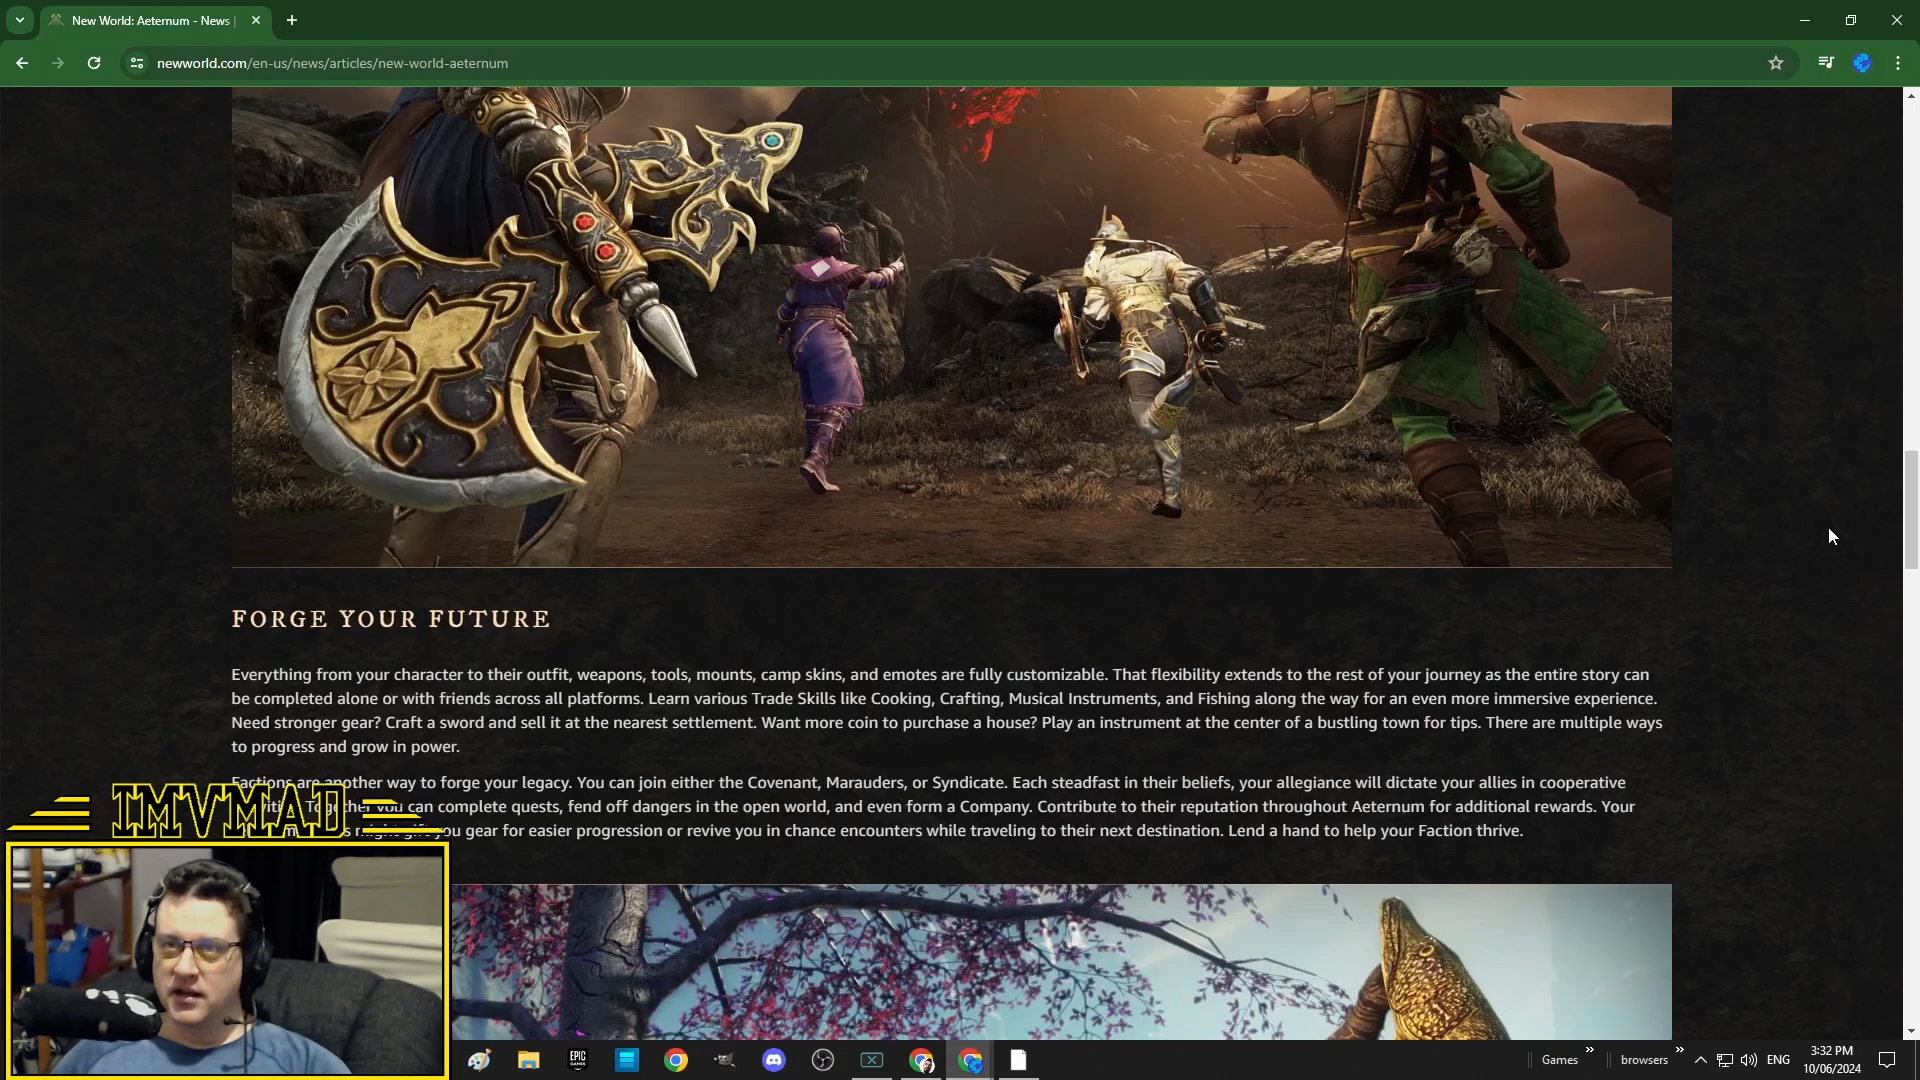 New World: Aeternum - News |
newworld.com/en-us/news/articles/new-world-aeternum
FORGE YOUR FUTURE
Everything from your character to their outfit, weapons, tools, mounts, camp skins, and emotes are fully customizable. That flexibility extends to the rest of your journey as the entire story can
be completed alone or with friends across all platforms. Learn various Trade Skills like Cooking, Crafting, Musical Instruments, and Fishing along the way for an even more immersive experience.
Need stronger gear? Craft a sword and sell it at the nearest settlement. Want more coin to purchase a house? Play an instrument at the center of a bustling town for tips. There are multiple ways
to progress and grow in power.
Factions are another way to forge your legacy. You can join either the Covenant, Marauders, or Syndicate. Each steadfast in their beliefs, your allegiance will dictate your allies in cooperative
Together you can complete quests, fend off dangers in the open world, and even form a Company. Contribute to their reputation throughout Aeternum for additional rewards. Your
you gear for easier progression or revive you in chance encounters while traveling to their next destination. Lend a hand to help your Faction thrive.
IMVMAD
EPIC GAMES
Games
browsers
ENG
3:32 PM
10/06/2024